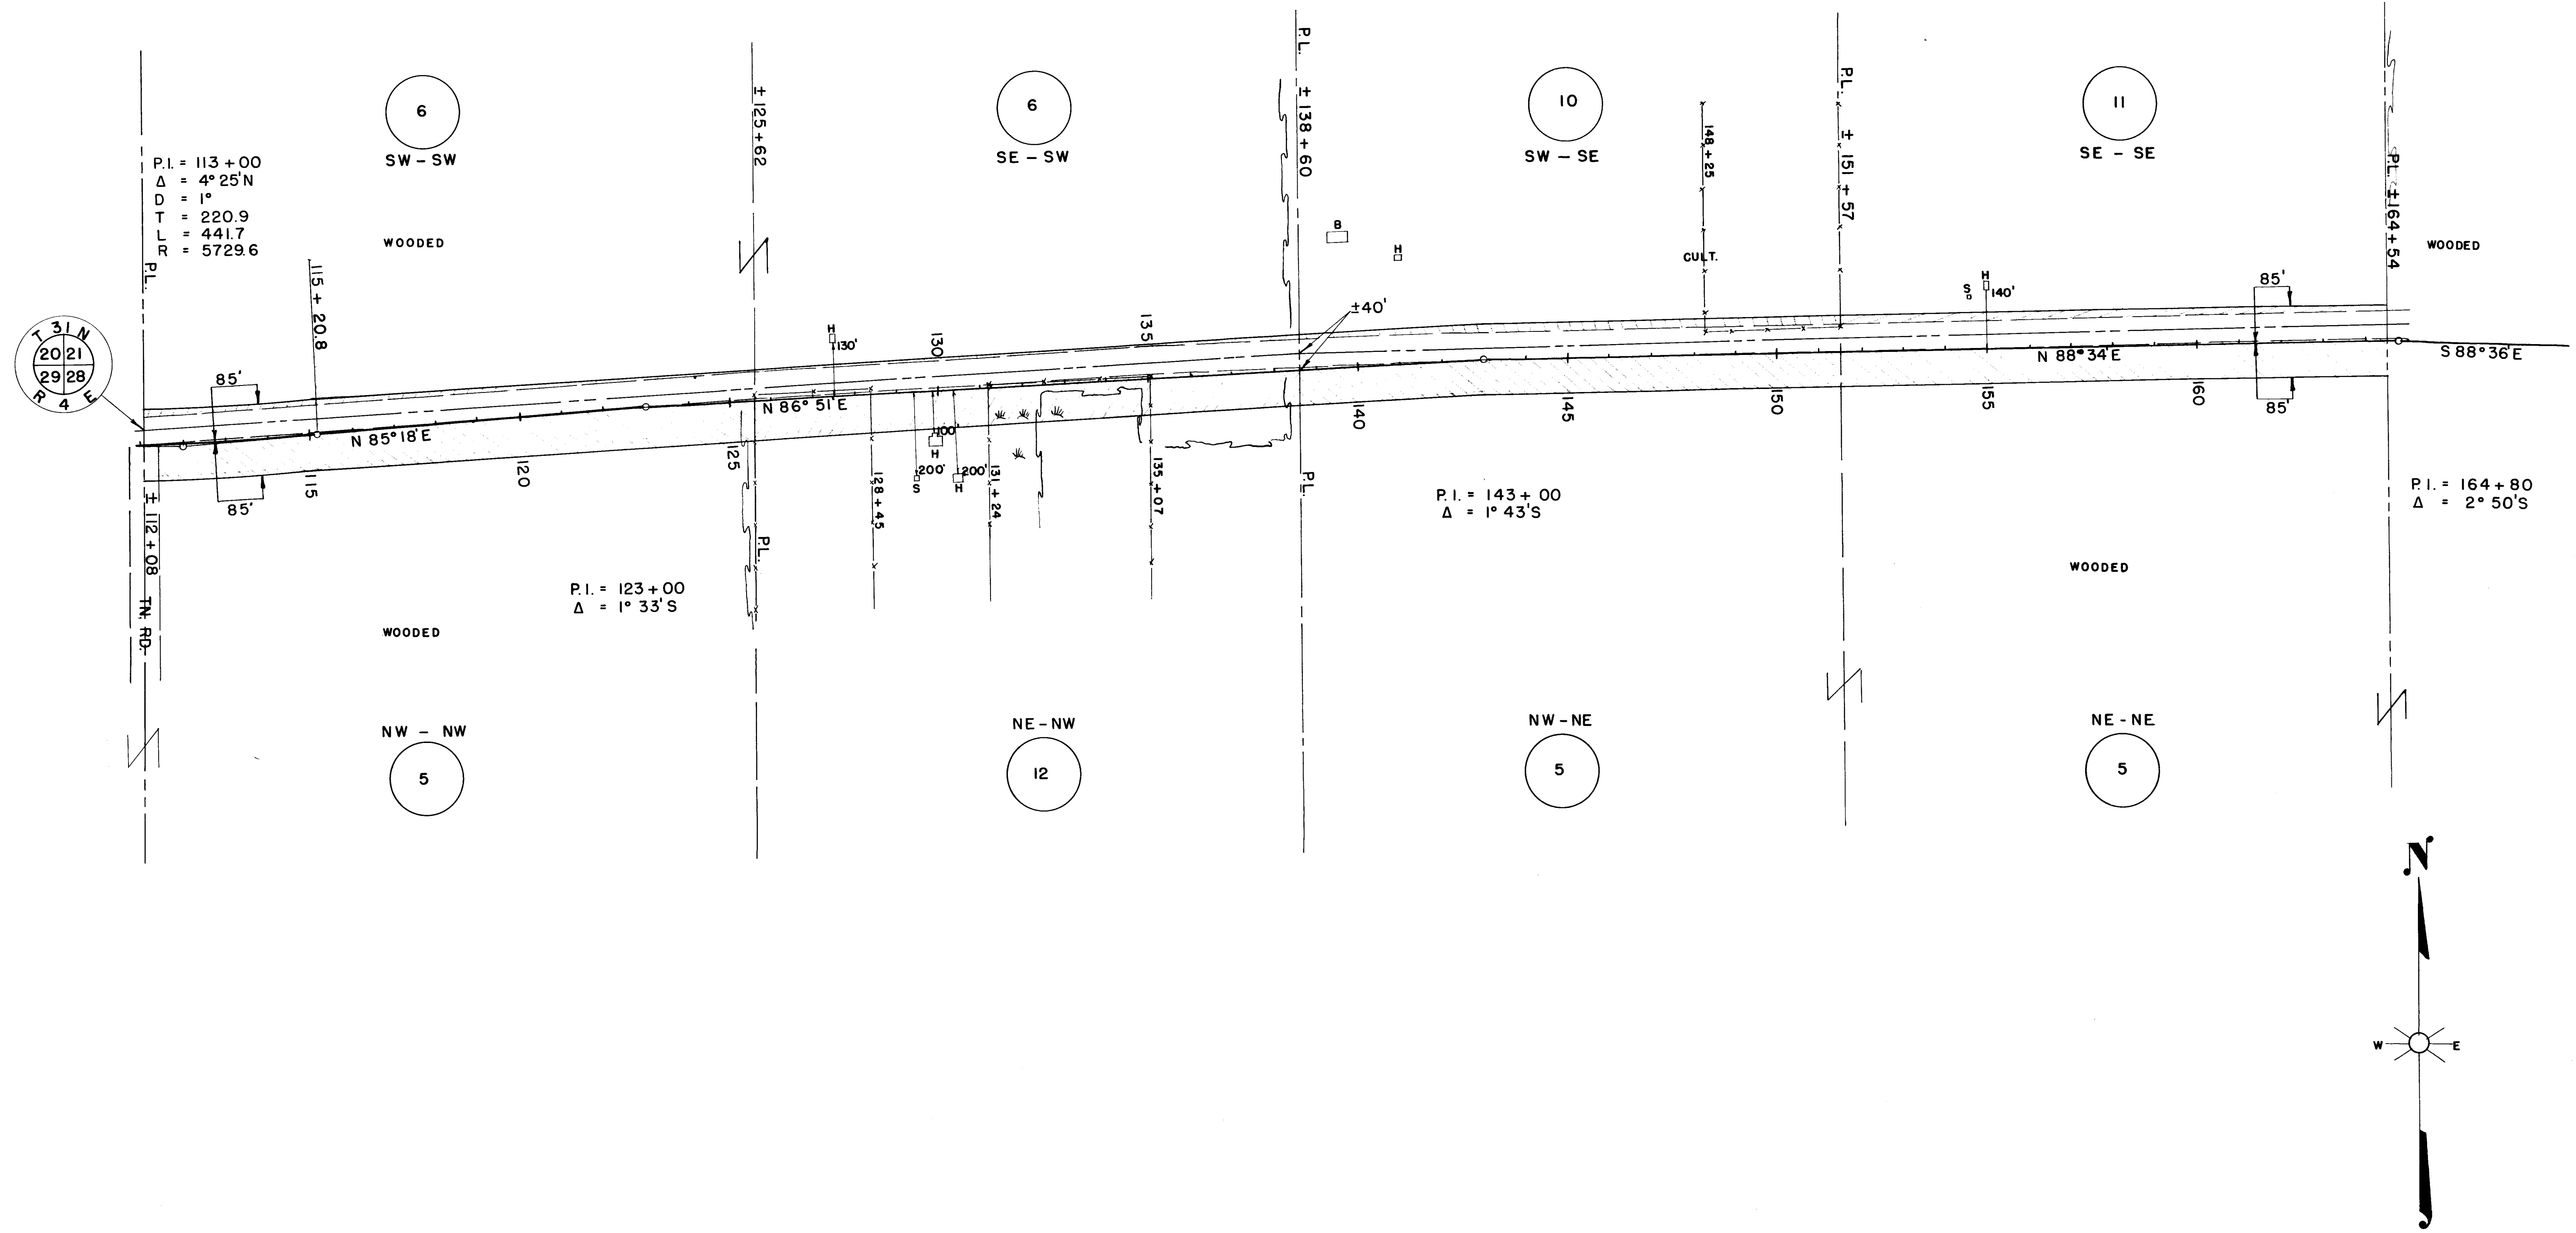 6
SW – SW
6
SE – SW
10
SW – SE
11
SE – SE
P.I. = 113 + 00
Δ = 4° 25' N
D = 1°
T = 220.9
L = 441.7
R = 5729.6
P.L.
115 + 20.8
WOODED
± 125 + 62
P.L.
± 138 + 60
B
H
148 + 25
CULT.
P.L.
± 151 + 57
P.L. ± 164 + 54
WOODED
T 31 N
20 21
29 28
R 4 E
85'
85'
N 85° 18' E
115
120
125
N 86° 51' E
H
130'
130
135
±40'
140
145
150
S
H
140'
155
N 88° 34' E
160
85'
85'
S 88° 36' E
100'
H
200'
S
200'
H
128 + 45
131 + 24
135 + 07
P.L.
P.L.
± 112 + 08
TN. RD.
P.I. = 123 + 00
Δ = 1° 33' S
P.I. = 143 + 00
Δ = 1° 43' S
P.I. = 164 + 80
Δ = 2° 50' S
WOODED
WOODED
NW – NW
5
NE – NW
12
NW – NE
5
NE – NE
5
N
W
E